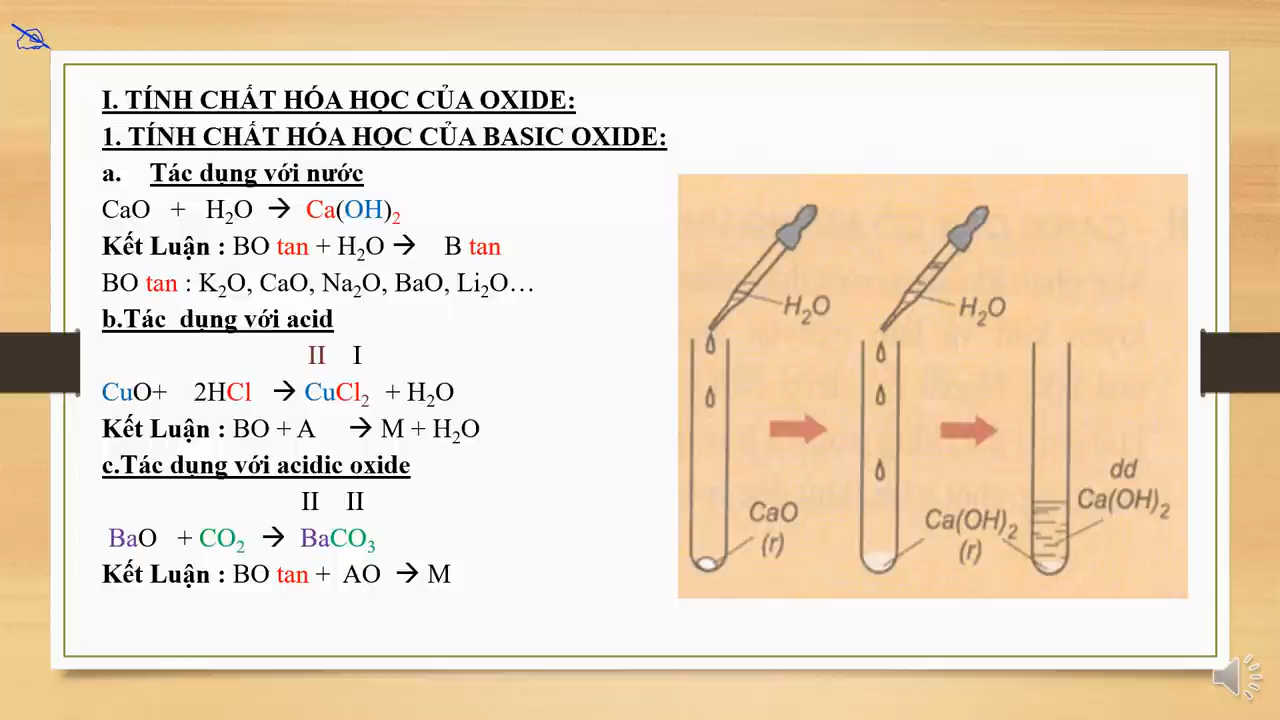 I. TÍNH CHẤT HÓA HỌC CỦA OXIDE:
1. TÍNH CHẤT HÓA HỌC CỦA BASIC OXIDE:
a. Tác dụng với nước
CaO + H₂O → Ca(OH)₂
Kết Luận : BO tan + H₂O → B tan
BO tan : K₂O, CaO, Na₂O, BaO, Li₂O…
b.Tác dụng với acid
II I
CuO+ 2HCl → CuCl₂ + H₂O
Kết Luận : BO + A → M + H₂O
c.Tác dụng với acidic oxide
II II
BaO + CO₂ → BaCO₃
Kết Luận : BO tan + AO → M
H₂O
H₂O
CaO
(r)
Ca(OH)₂
(r)
dd
Ca(OH)₂